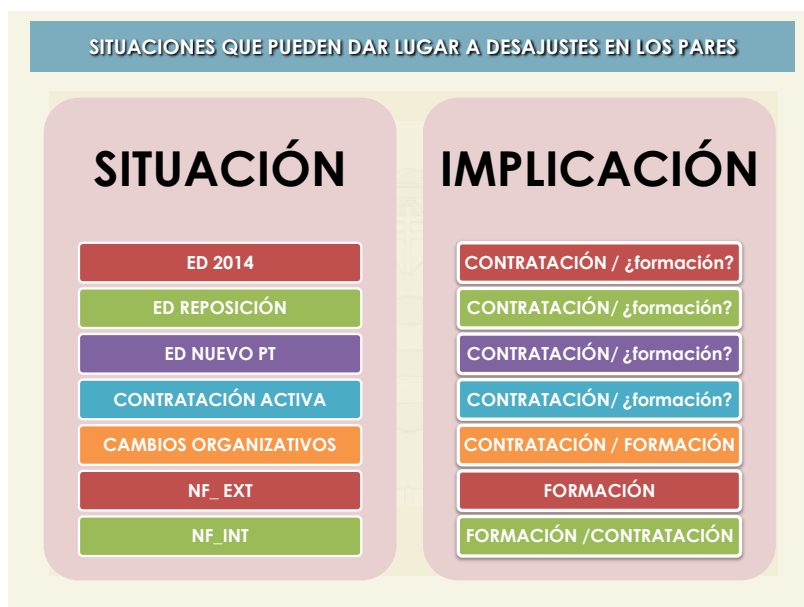 SITUACIONES QUE PUEDEN DAR LUGAR A DESAJUSTES EN LOS PARES
SITUACIÓN
ED 2014
ED REPOSICIÓN
ED NUEVO PT
CONTRATACIÓN ACTIVA
CAMBIOS ORGANIZATIVOS
NF_ EXT
NF_INT
IMPLICACIÓN
CONTRATACIÓN / ¿formación?
CONTRATACIÓN/ ¿formación?
CONTRATACIÓN/ ¿formación?
CONTRATACIÓN/ ¿formación?
CONTRATACIÓN / FORMACIÓN
FORMACIÓN
FORMACIÓN /CONTRATACIÓN